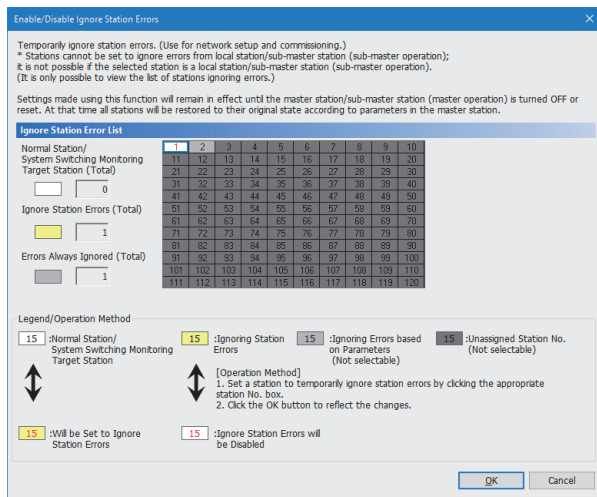 Enable/Disable Ignore Station Errors
Temporarily ignore station errors. (Use for network setup and commissioning.)
* Stations cannot be set to ignore errors from local station/sub-master station (sub-master operation);
it is not possible if the selected station is a local station/sub-master station (sub-master operation).
(It is only possible to view the list of stations ignoring errors.)
Settings made using this function will remain in effect until the master station/sub-master station (master operation) is turned OFF or
reset. At that time all stations will be restored to their original state according to parameters in the master station.
Ignore Station Error List
Normal Station/
System Switching Monitoring
Target Station (Total)
0
Ignore Station Errors (Total)
1
Errors Always Ignored (Total)
1
1 2 3 4 5 6 7 8 9 10
11 12 13 14 15 16 17 18 19 20
21 22 23 24 25 26 27 28 29 30
31 32 33 34 35 36 37 38 39 40
41 42 43 44 45 46 47 48 49 50
51 52 53 54 55 56 57 58 59 60
61 62 63 64 65 66 67 68 69 70
71 72 73 74 75 76 77 78 79 80
81 82 83 84 85 86 87 88 89 90
91 92 93 94 95 96 97 98 99 100
101 102 103 104 105 106 107 108 109 110
111 112 113 114 115 116 117 118 119 120
Legend/Operation Method
15 :Normal Station/
System Switching Monitoring
Target Station
15 :Ignoring Station
Errors
15 :Ignoring Errors based
on Parameters
(Not selectable)
15 :Unassigned Station No.
(Not selectable)
[Operation Method]
1. Set a station to temporarily ignore station errors by clicking the appropriate
station No. box.
2. Click the OK button to reflect the changes.
15 :Will be Set to Ignore
Station Errors
15 :Ignore Station Errors will
be Disabled
OK
Cancel